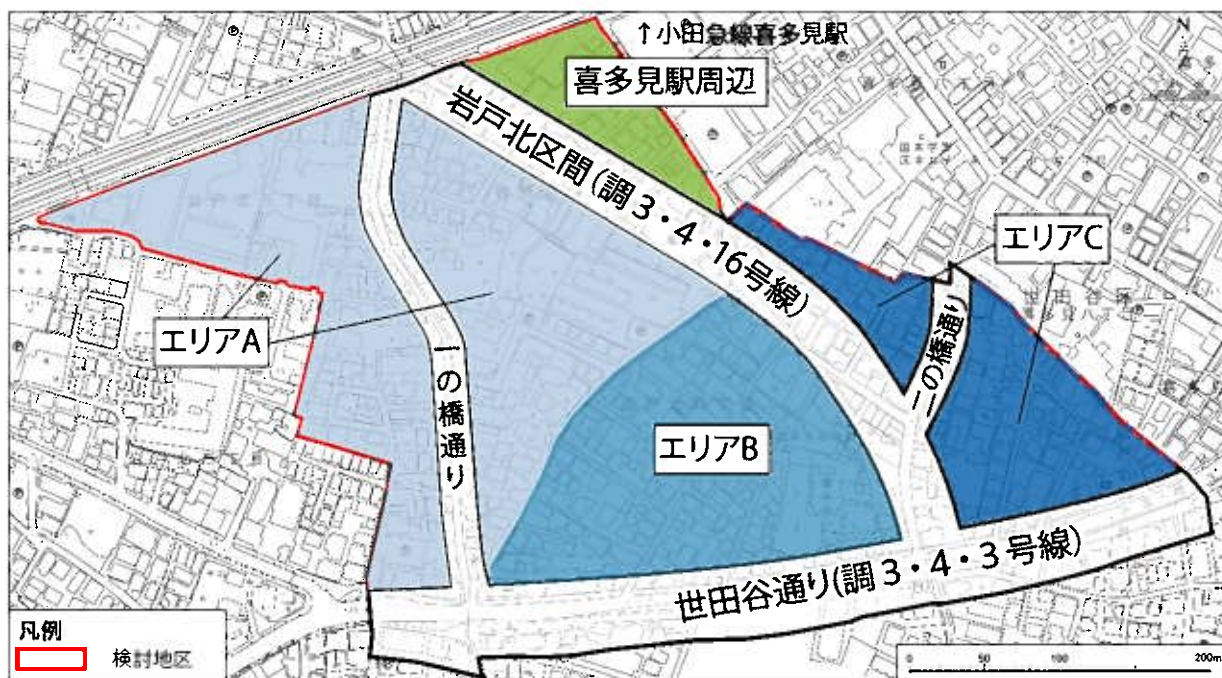 ↑小田急線喜多見駅
喜多見駅周辺
岩戸北区間(調3・4・16号線)
エリアC
二の橋通り
エリアA
一の橋通り
エリアB
世田谷通り(調3・4・3号線)
凡例
検討地区
0 50 100 200m